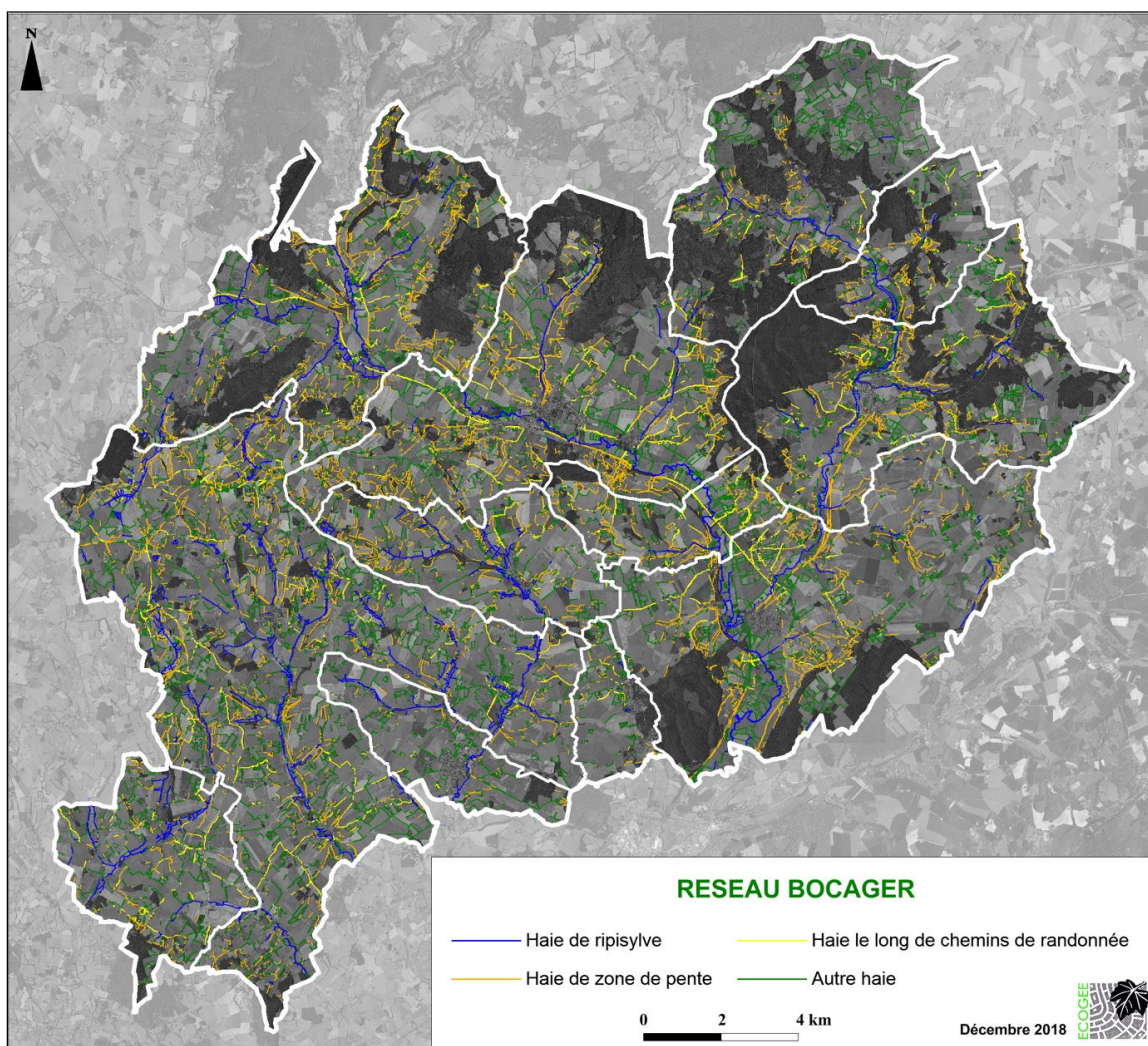 N
RESEAU BOCAGER
Haie de ripisylve
Haie le long de chemins de randonnée
Haie de zone de pente
Autre haie
0 2 4 km
Décembre 2018
ECOGEE